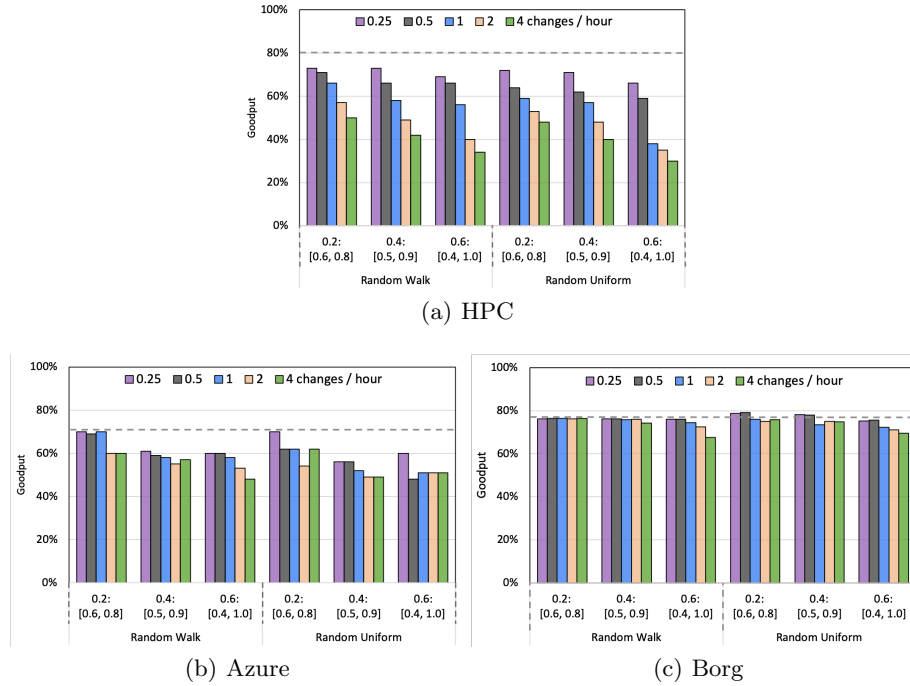 100%
0.25 0.5 1 2 4 changes / hour
80%
60%
Goodput
40%
20%
0%
0.2: 0.4: 0.6: 0.2: 0.4: 0.6:
[0.6, 0.8] [0.5, 0.9] [0.4, 1.0] [0.6, 0.8] [0.5, 0.9] [0.4, 1.0]
Random Walk Random Uniform
(a) HPC
100%
0.25 0.5 1 2 4 changes / hour
80%
60%
Goodput
40%
20%
0%
0.2: 0.4: 0.6: 0.2: 0.4: 0.6:
[0.6, 0.8] [0.5, 0.9] [0.4, 1.0] [0.6, 0.8] [0.5, 0.9] [0.4, 1.0]
Random Walk Random Uniform
(b) Azure
100%
0.25 0.5 1 2 4 changes / hour
80%
60%
Goodput
40%
20%
0%
0.2: 0.4: 0.6: 0.2: 0.4: 0.6:
[0.6, 0.8] [0.5, 0.9] [0.4, 1.0] [0.6, 0.8] [0.5, 0.9] [0.4, 1.0]
Random Walk Random Uniform
(c) Borg